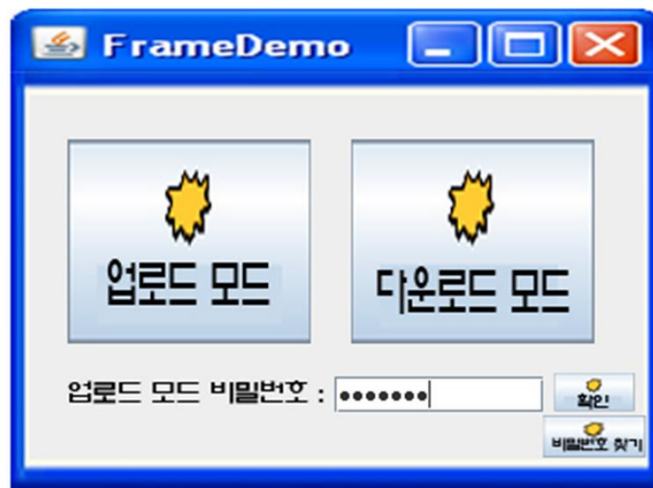 FrameDemo
업로드 모드
다운로드 모드
업로드 모드 비밀번호 : •••••••
확인
비밀번호 찾기